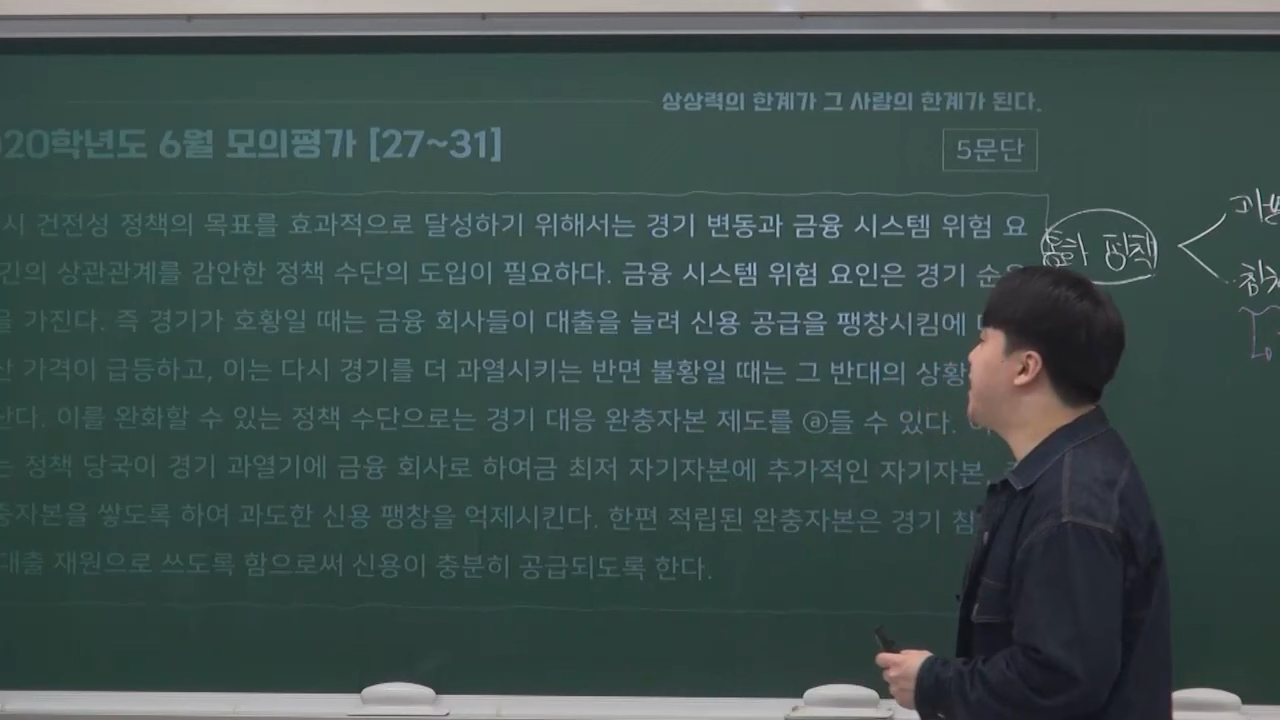 상상력의 한계가 그 사람의 한계가 된다.
2020학년도 6월 모의평가 [27~31]
5문단
시 건전성 정책의 목표를 효과적으로 달성하기 위해서는 경기 변동과 금융 시스템 위험 요
간의 상관관계를 감안한 정책 수단의 도입이 필요하다. 금융 시스템 위험 요인은 경기 순
을 가진다. 즉 경기가 호황일 때는 금융 회사들이 대출을 늘려 신용 공급을 팽창시킴에
산 가격이 급등하고, 이는 다시 경기를 더 과열시키는 반면 불황일 때는 그 반대의 상황
난다. 이를 완화할 수 있는 정책 수단으로는 경기 대응 완충자본 제도를 ⓐ들 수 있다.
는 정책 당국이 경기 과열기에 금융 회사로 하여금 최저 자기자본에 추가적인 자기자본,
충자본을 쌓도록 하여 과도한 신용 팽창을 억제시킨다. 한편 적립된 완충자본은 경기 침
대출 재원으로 쓰도록 함으로써 신용이 충분히 공급되도록 한다.
통화 정책